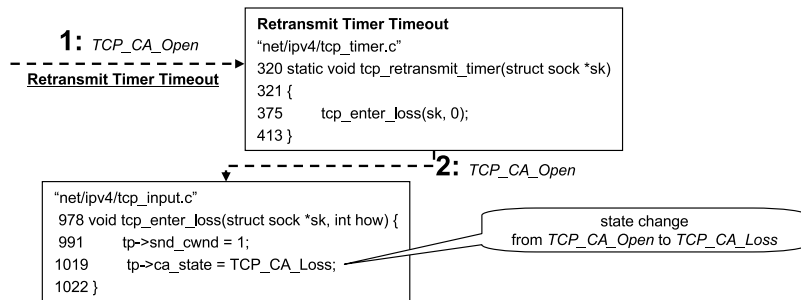 1: TCP_CA_Open
Retransmit Timer Timeout
Retransmit Timer Timeout
“net/ipv4/tcp_timer.c”
320 static void tcp_retransmit_timer(struct sock *sk)
321 {
375 tcp_enter_loss(sk, 0);
413 }
2: TCP_CA_Open
“net/ipv4/tcp_input.c”
978 void tcp_enter_loss(struct sock *sk, int how) {
991 tp->snd_cwnd = 1;
1019 tp->ca_state = TCP_CA_Loss;
1022 }
state change
from TCP_CA_Open to TCP_CA_Loss